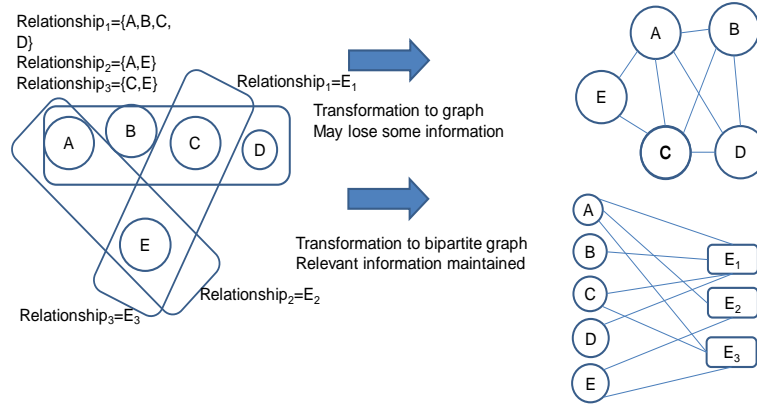 Relationship₁={A,B,C,
D}
Relationship₂={A,E}
Relationship₃={C,E}
Relationship₁=E₁
A
B
C
D
E
Relationship₂=E₂
Relationship₃=E₃
Transformation to graph
May lose some information
Transformation to bipartite graph
Relevant information maintained
A
B
E
C
D
A
B
C
D
E
E₁
E₂
E₃